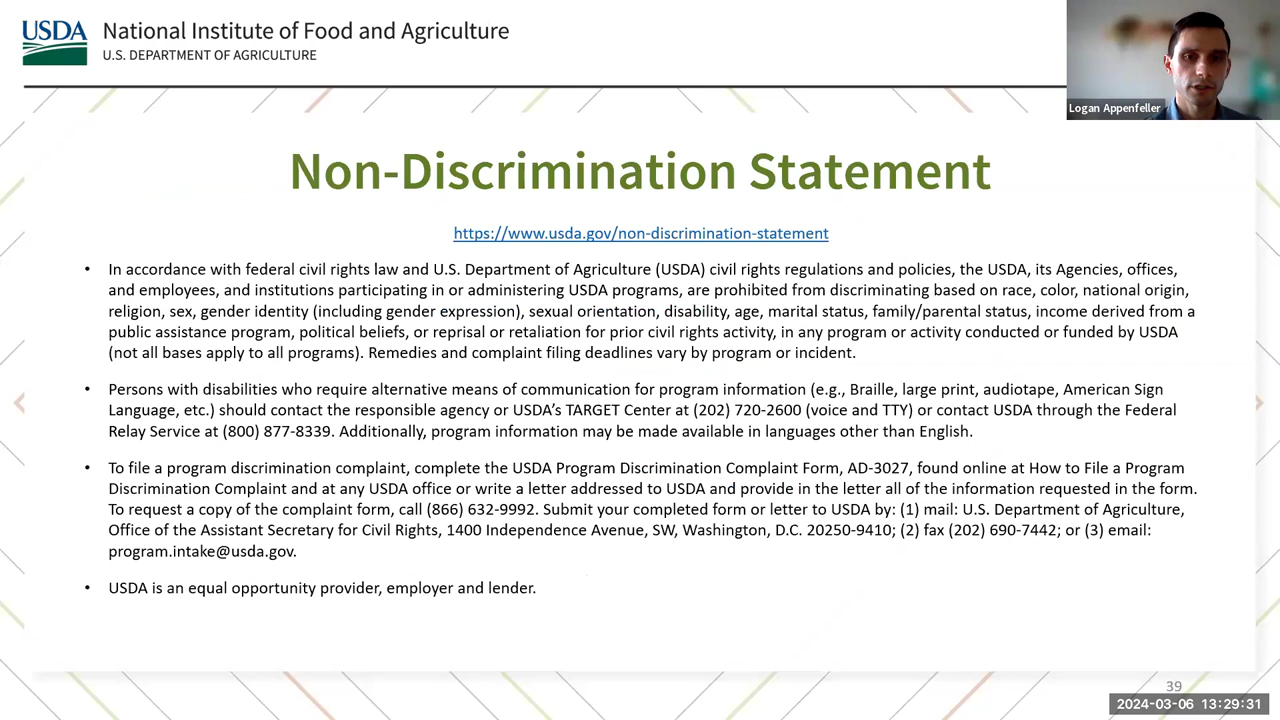 USDA
National Institute of Food and Agriculture
U.S. DEPARTMENT OF AGRICULTURE
Logan Appenfeller
Non-Discrimination Statement
https://www.usda.gov/non-discrimination-statement
• In accordance with federal civil rights law and U.S. Department of Agriculture (USDA) civil rights regulations and policies, the USDA, its Agencies, offices,
and employees, and institutions participating in or administering USDA programs, are prohibited from discriminating based on race, color, national origin,
religion, sex, gender identity (including gender expression), sexual orientation, disability, age, marital status, family/parental status, income derived from a
public assistance program, political beliefs, or reprisal or retaliation for prior civil rights activity, in any program or activity conducted or funded by USDA
(not all bases apply to all programs). Remedies and complaint filing deadlines vary by program or incident.
• Persons with disabilities who require alternative means of communication for program information (e.g., Braille, large print, audiotape, American Sign
Language, etc.) should contact the responsible agency or USDA's TARGET Center at (202) 720-2600 (voice and TTY) or contact USDA through the Federal
Relay Service at (800) 877-8339. Additionally, program information may be made available in languages other than English.
• To file a program discrimination complaint, complete the USDA Program Discrimination Complaint Form, AD-3027, found online at How to File a Program
Discrimination Complaint and at any USDA office or write a letter addressed to USDA and provide in the letter all of the information requested in the form.
To request a copy of the complaint form, call (866) 632-9992. Submit your completed form or letter to USDA by: (1) mail: U.S. Department of Agriculture,
Office of the Assistant Secretary for Civil Rights, 1400 Independence Avenue, SW, Washington, D.C. 20250-9410; (2) fax (202) 690-7442; or (3) email:
program.intake@usda.gov.
• USDA is an equal opportunity provider, employer and lender.
39
2024-03-06 13:29:31